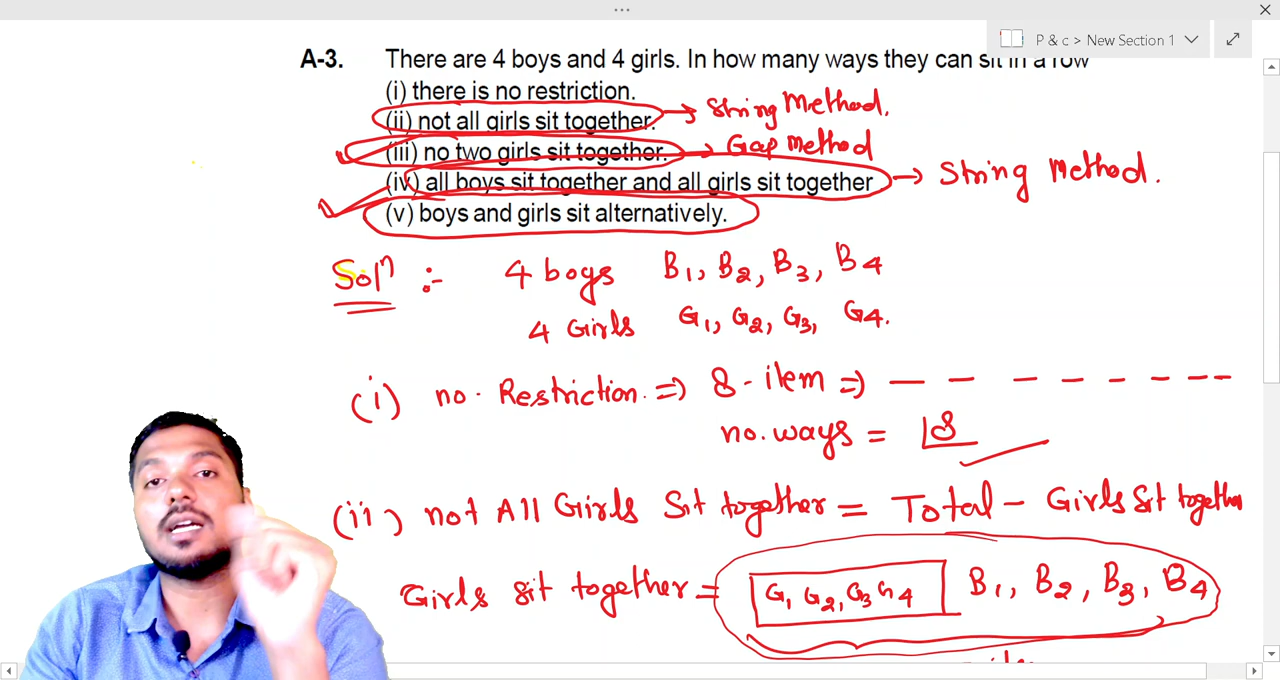 P & c > New Section 1
A-3. There are 4 boys and 4 girls. In how many ways they can sit in a row
(i) there is no restriction.
(ii) not all girls sit together. → String Method.
(iii) no two girls sit together. → Gap Method
(iv) all boys sit together and all girls sit together → String Method.
(v) boys and girls sit alternatively.
Solⁿ :- 4 boys B1, B2, B3, B4
4 Girls G1, G2, G3, G4.
(i) no. Restriction. => 8-item => — — — — — — — —
no. ways = |8
(ii) not All Girls Sit together = Total - Girls Sit together
Girls sit together = G1 G2, G3 G4 B1, B2, B3, B4